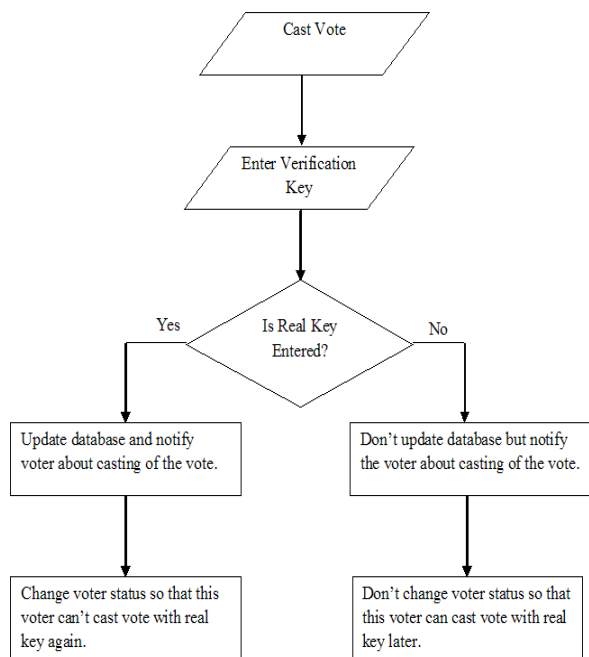 Cast Vote
Enter Verification
Key
Is Real Key
Entered?
Yes
No
Update database and notify
voter about casting of the vote.
Don't update database but notify
the voter about casting of the vote.
Change voter status so that this
voter can't cast vote with real
key again.
Don't change voter status so that
this voter can cast vote with real
key later.